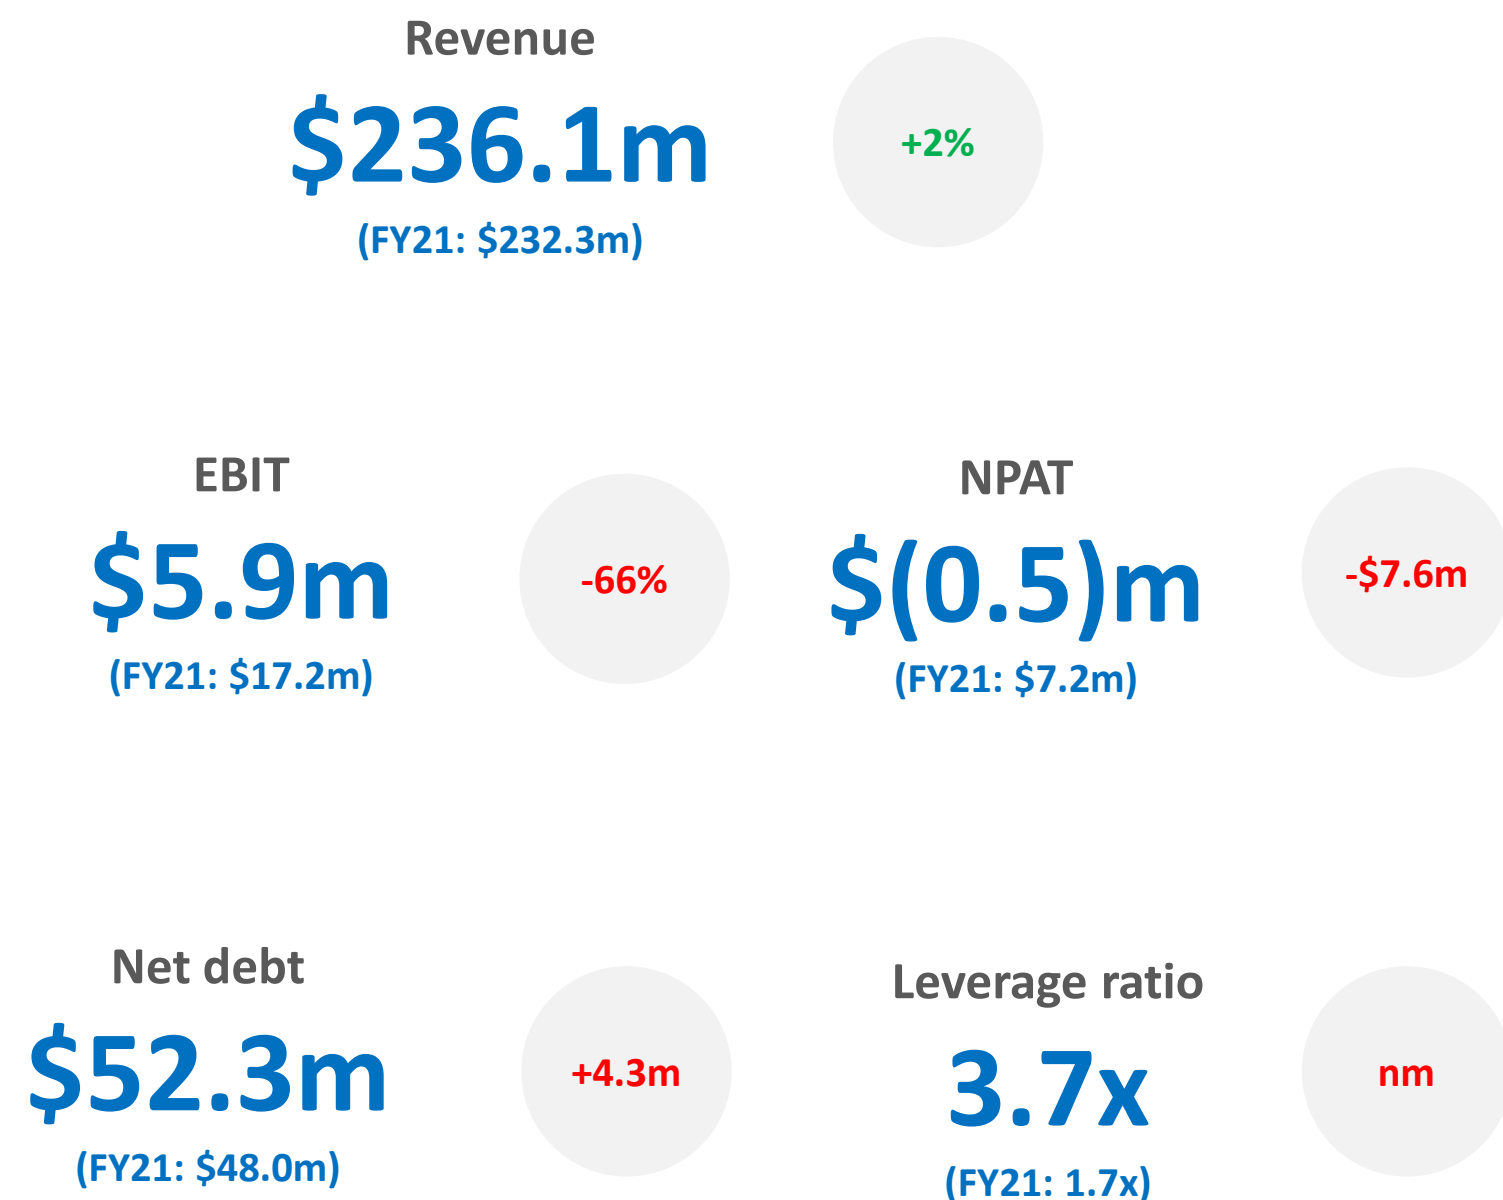 Revenue
$236.1m
+2%
(FY21: $232.3m)
EBIT
$5.9m
-66%
(FY21: $17.2m)
NPAT
$(0.5)m
-$7.6m
(FY21: $7.2m)
Net debt
$52.3m
+4.3m
(FY21: $48.0m)
Leverage ratio
3.7x
nm
(FY21: 1.7x)